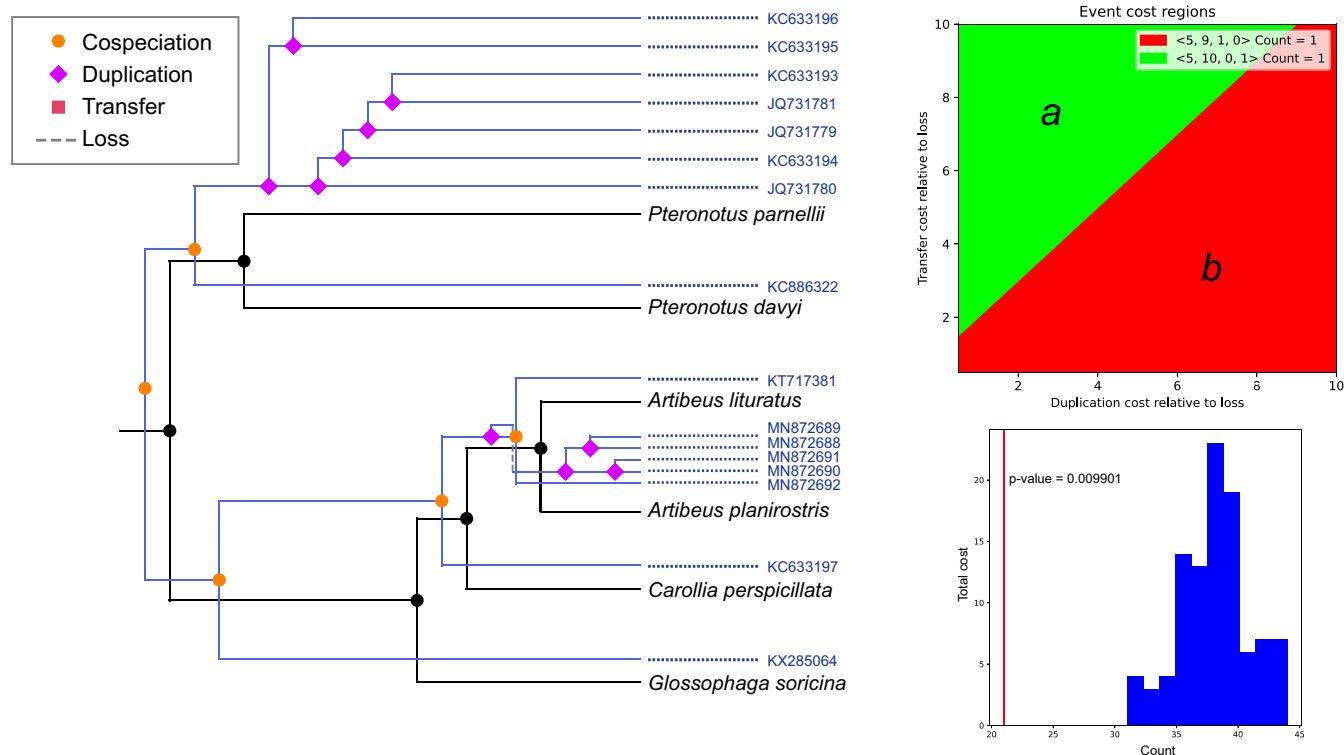 Cospeciation
Duplication
Transfer
Loss
KC633196
KC633195
KC633193
JQ731781
JQ731779
KC633194
JQ731780
Pteronotus parnellii
KC886322
Pteronotus davyi
KT717381
Artibeus lituratus
MN872689
MN872688
MN872691
MN872690
MN872692
Artibeus planirostris
KC633197
Carollia perspicillata
KX285064
Glossophaga soricina
Event cost regions
<5, 9, 1, 0> Count = 1
<5, 10, 0, 1> Count = 1
a
b
Transfer cost relative to loss
10
8
6
4
2
2 4 6 8 10
Duplication cost relative to loss
p-value = 0.009901
Total cost
20
15
10
5
0
20 25 30 35 40 45
Count